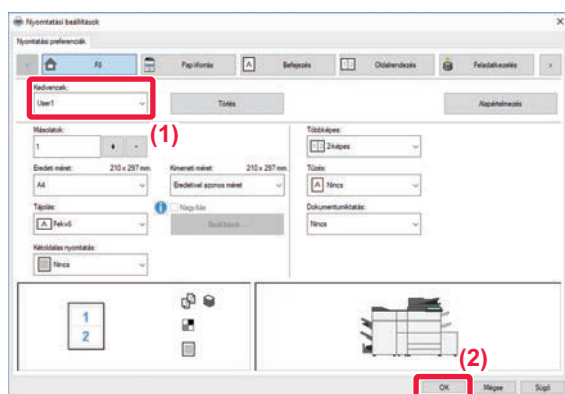 Nyomtatási beállítások
Nyomtatási preferenciák
Fő
Papírforrás
Befejezés
Oldalrendezés
Feladatkezelés
Kedvencek:
User1
Törlés
Alapértelmezés
(1)
Másolatok:
1
+ -
Eredeti méret: 210 x 297 mm.
A4
Kimeneti méret: 210 x 297 mm.
Eredetivel azonos méret
Tájolás:
Fekvő
Nagyítás
Beállítások...
Kétoldalas nyomtatás:
Nincs
Többképes:
2-képes
Tűzés:
Nincs
Dokumentumiktatás:
Nincs
1
2
(2)
OK Mégse Súgó